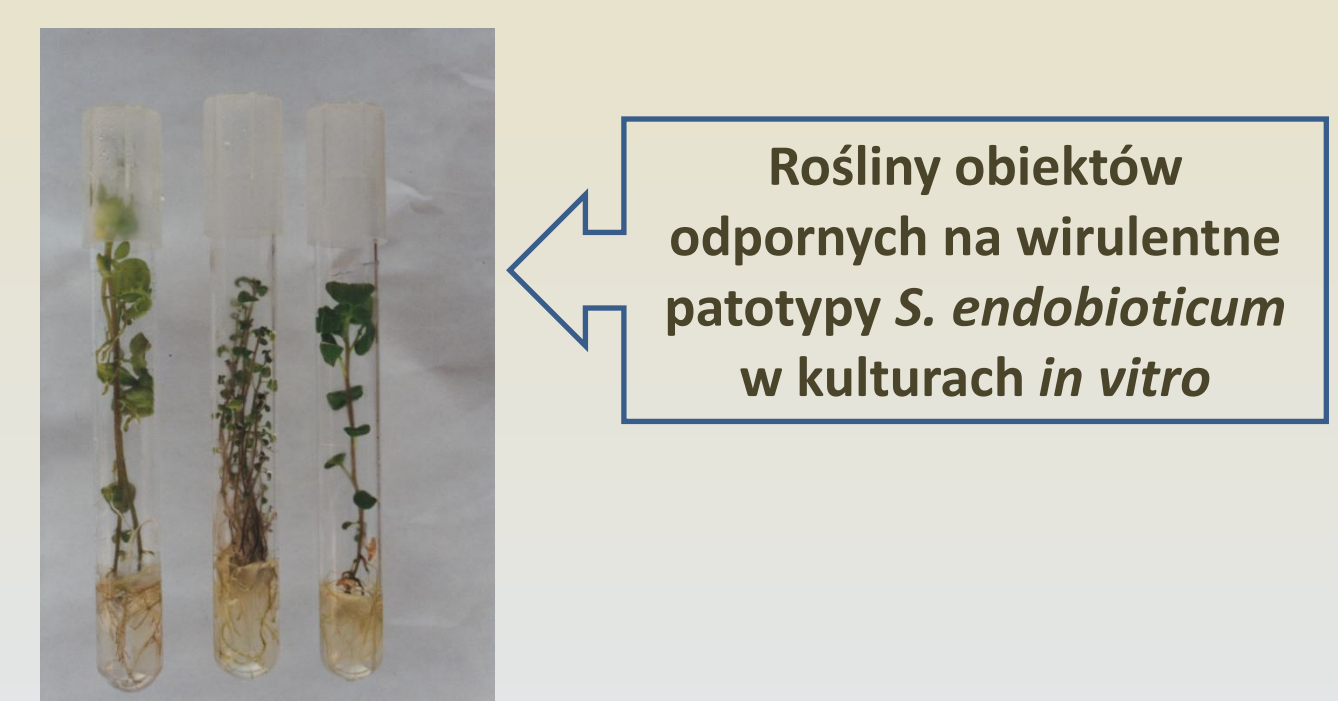 Rośliny obiektów
odpornych na wirulentne
patotypy S. endobioticum
w kulturach in vitro